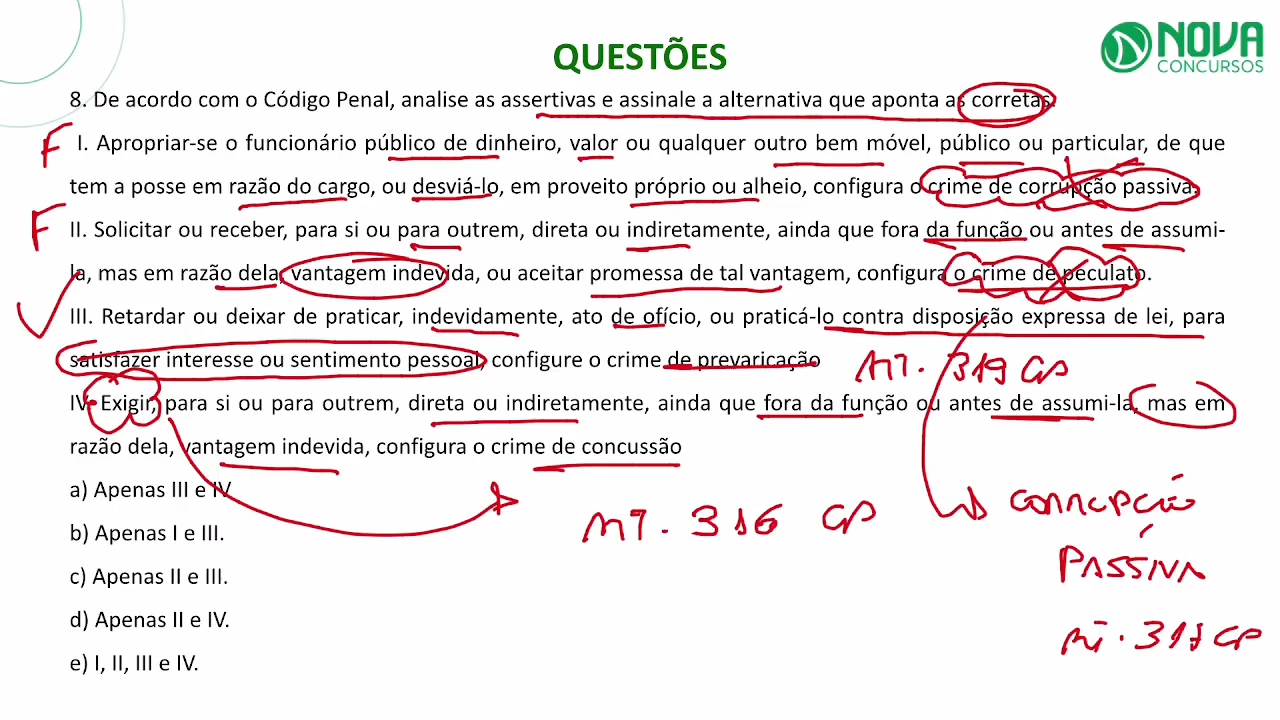 NOVA
CONCURSOS
QUESTÕES
8. De acordo com o Código Penal, analise as assertivas e assinale a alternativa que aponta as corretas.
F I. Apropriar-se o funcionário público de dinheiro, valor ou qualquer outro bem móvel, público ou particular, de que
tem a posse em razão do cargo, ou desviá-lo, em proveito próprio ou alheio, configura o crime de corrupção passiva.
F II. Solicitar ou receber, para si ou para outrem, direta ou indiretamente, ainda que fora da função ou antes de assumi-
la, mas em razão dela, vantagem indevida, ou aceitar promessa de tal vantagem, configura o crime de peculato.
III. Retardar ou deixar de praticar, indevidamente, ato de ofício, ou praticá-lo contra disposição expressa de lei, para
satisfazer interesse ou sentimento pessoal, configure o crime de prevaricação
ART. 319 CP
IV. Exigir, para si ou para outrem, direta ou indiretamente, ainda que fora da função ou antes de assumi-la, mas em
razão dela, vantagem indevida, configura o crime de concussão
a) Apenas III e IV
ART. 316 CP
CORRUPÇÃO
b) Apenas I e III.
PASSIVA
c) Apenas II e III.
d) Apenas II e IV.
ART. 317 CP
e) I, II, III e IV.